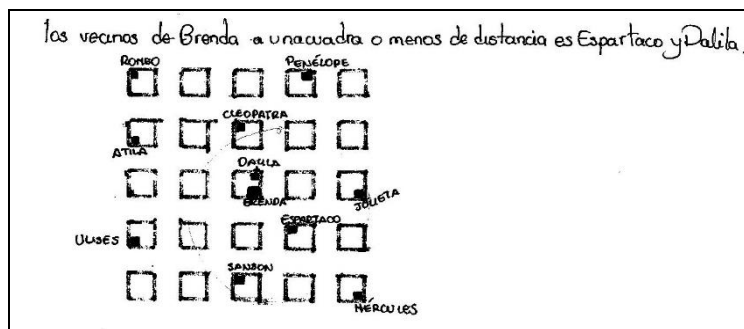 los vecinos de Brenda a una cuadra o menos de distancia es Espartaco y Dalila.
ROMEO PENÉLOPE
CLEOPATRA
ATILA
DALILA
BRENDA
JULIETA
ESPARTACO
ULISES
SANSON
HÉRCULES